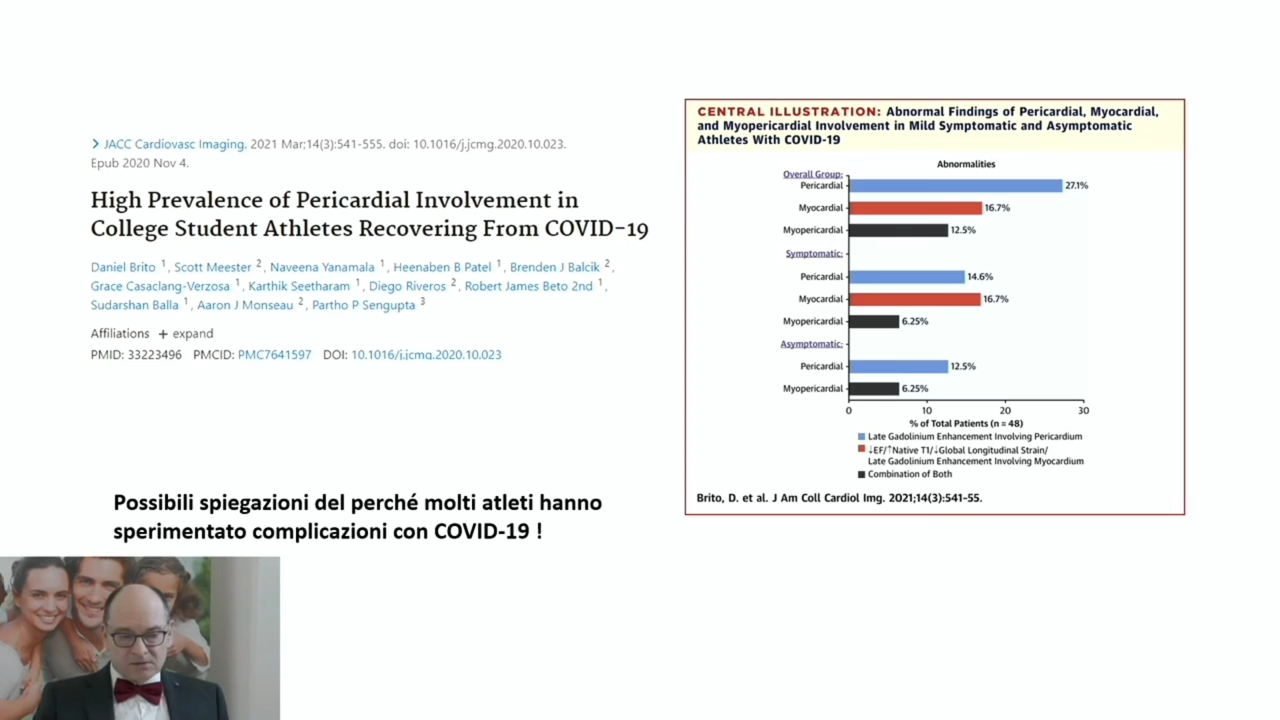 > JACC Cardiovasc Imaging. 2021 Mar;14(3):541-555. doi: 10.1016/j.jcmg.2020.10.023.
Epub 2020 Nov 4.
High Prevalence of Pericardial Involvement in
College Student Athletes Recovering From COVID-19
Daniel Brito 1, Scott Meester 2, Naveena Yanamala 1, Heenaben B Patel 1, Brenden J Balcik 2,
Grace Casaclang-Verzosa 1, Karthik Seetharam 1, Diego Riveros 2, Robert James Beto 2nd 1,
Sudarshan Balla 1, Aaron J Monseau 2, Partho P Sengupta 3
Affiliations + expand
PMID: 33223496 PMCID: PMC7641597 DOI: 10.1016/j.jcmg.2020.10.023
Possibili spiegazioni del perché molti atleti hanno
sperimentato complicazioni con COVID-19 !
CENTRAL ILLUSTRATION: Abnormal Findings of Pericardial, Myocardial,
and Myopericardial Involvement in Mild Symptomatic and Asymptomatic
Athletes With COVID-19
Abnormalities
Overall Group:
Pericardial 27.1%
Myocardial 16.7%
Myopericardial 12.5%
Symptomatic:
Pericardial 14.6%
Myocardial 16.7%
Myopericardial 6.25%
Asymptomatic:
Pericardial 12.5%
Myopericardial 6.25%
0 10 20 30
% of Total Patients (n = 48)
Late Gadolinium Enhancement Involving Pericardium
↓EF/↑Native T1/↓Global Longitudinal Strain/
Late Gadolinium Enhancement Involving Myocardium
Combination of Both
Brito, D. et al. J Am Coll Cardiol Img. 2021;14(3):541-55.